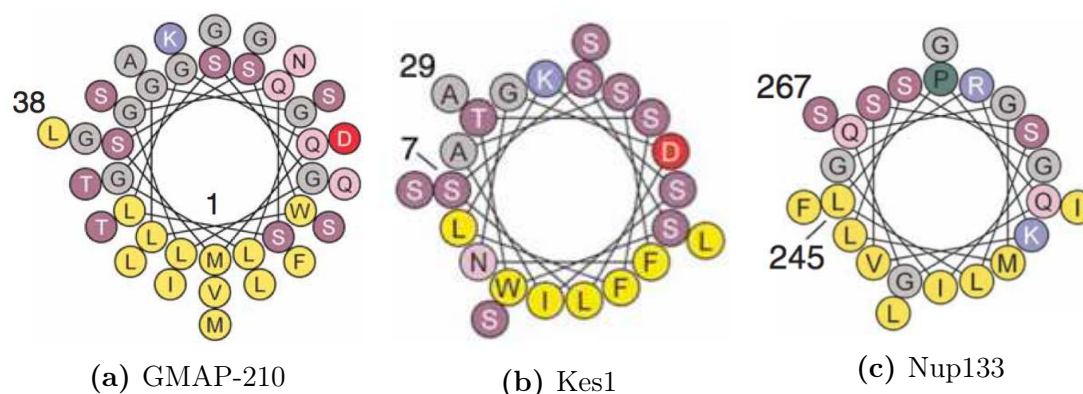 K G G
A G S S N
G Q
S G G S
38
L G S Q D
T G G Q
1
T L W S
L S
L L M L F
I L
V
M
(a) GMAP-210
S
29
A G K S S
T S
A D
7
S S S
L S L
N F
W I L F
S
(b) Kes1
G
S P R
267
S S G
S Q S
G G
F L Q I
245
L K
V M
G I L
L
(c) Nup133